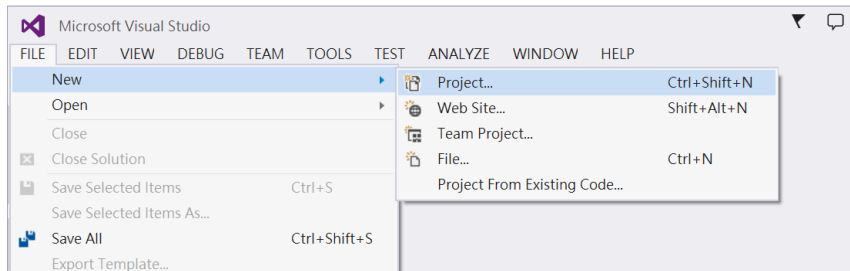 Microsoft Visual Studio
FILE EDIT VIEW DEBUG TEAM TOOLS TEST ANALYZE WINDOW HELP
New
Open
Close
Close Solution
Save Selected Items Ctrl+S
Save Selected Items As...
Save All Ctrl+Shift+S
Export Template...
Project... Ctrl+Shift+N
Web Site... Shift+Alt+N
Team Project...
File... Ctrl+N
Project From Existing Code...